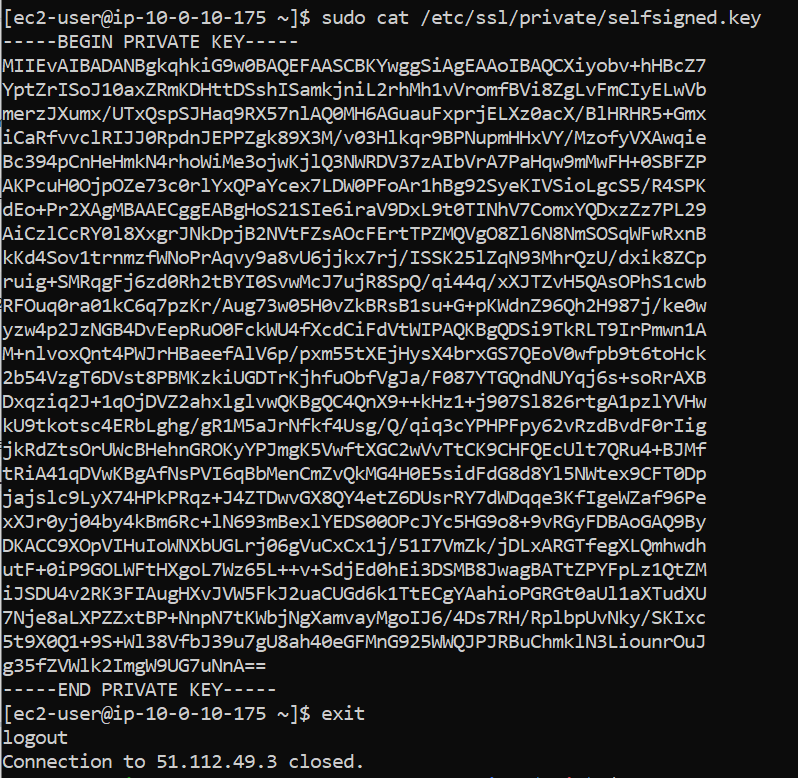 [ec2-user@ip-10-0-10-175 ~]$ sudo cat /etc/ssl/private/selfsigned.key
-----BEGIN PRIVATE KEY-----
MIIEvAIBADANBgkqhkiG9w0BAQEFAASCBKYwggSiAgEAAoIBAQCXiyobv+hHBcZ7
YptZrISoJ10axZRmKDHttDSshISamkjniL2rhMh1vVromfBVi8ZgLvFmCIyELwVb
merzJXumx/UTxQspSJHaq9RX57nlAQ0MH6AGuauFxprjELXz0acX/BlHRHR5+Gmx
iCaRfvvclRIJJ0RpdnJEPPZgk89X3M/v03Hlkqr9BPNupmHHxVY/MzofyVXAwqie
Bc394pCnHeHmkN4rhoWiMe3ojwKjlQ3NWRDV37zAIbVrA7PaHqw9mMwFH+0SBFZP
AKPcuH0OjpOZe73c0rlYxQPaYcex7LDW0PFoAr1hBg92SyeKIVSioLgcS5/R4SPK
dEo+Pr2XAgMBAAECggEABgHoS21SIe6iraV9DxL9t0TINhV7ComxYQDxzZz7PL29
AiCzlCcRY0l8XxgrJNkDpjB2NVtFZsAOcFErtTPZMQVgO8Zl6N8NmSOSqWFwRxnB
kKd4Sov1trnmzfWNoPrAqvy9a8vU6jjkx7rj/ISSK25lZqN93MhrQzU/dxik8ZCp
ruig+SMRqgFj6zd0Rh2tBYI0SvwMcJ7ujR8SpQ/qi44q/xXJTZvH5QAsOPhS1cwb
RFOuq0ra01kC6q7pzKr/Aug73w05H0vZkBRsB1su+G+pKWdnZ96Qh2H987j/ke0w
yzw4p2JzNGB4DvEepRuO0FckWU4fXcdCiFdVtWIPAQKBgQDSi9TkRLT9IrPmwn1A
M+nlvoxQnt4PWJrHBaeefAlV6p/pxm55tXEjHysX4brxGS7QEoV0wfpb9t6toHck
2b54VzgT6DVst8PBMKzkiUGDTrKjhfuObfVgJa/F087YTGQndNUYqj6s+soRrAXB
Dxqziq2J+1qOjDVZ2ahxlglvwQKBgQC4QnX9++kHz1+j907Sl826rtgA1pzlYVHw
kU9tkotsc4ERbLghg/gR1M5aJrNfkf4Usg/Q/qiq3cYPHPFpy62vRzdBvdF0rIig
jkRdZtsOrUWcBHehnGROKyYPJmgK5VwftXGC2wVvTtCK9CHFQEcUlt7QRu4+BJMf
tRiA41qDVwKBgAfNsPVI6qBbMenCmZvQkMG4H0E5sidFdG8d8Yl5NWtex9CFT0Dp
jajslc9LyX74HPkPRqz+J4ZTDwvGX8QY4etZ6DUsrRY7dWDqqe3KfIgeWZaf96Pe
xXJr0yj04by4kBm6Rc+lN693mBexlYEDS00OPcJYc5HG9o8+9vRGyFDBAoGAQ9By
DKACC9XOpVIHuIoWNXbUGLrj06gVuCxCx1j/51I7VmZk/jDLxARGTfegXLQmhwdh
utF+0iP9GOLWFtHXgoL7Wz65L++v+SdjEd0hEi3DSMB8JwagBATtZPYFpLz1QtZM
iJSDU4v2RK3FIAugHXvJVW5FkJ2uaCUGd6k1TtECgYAahioPGRGt0aUl1aXTudXU
7Nje8aLXPZZxtBP+NnpN7tKWbjNgXamvayMgoIJ6/4Ds7RH/RplbpUvNky/SKIxc
5t9X0Q1+9S+Wl38VfbJ39u7gU8ah40eGFMnG925WWQJPJRBuChmklN3LiounrOuJ
g35fZVWlk2ImgW9UG7uNnA==
-----END PRIVATE KEY-----
[ec2-user@ip-10-0-10-175 ~]$ exit
logout
Connection to 51.112.49.3 closed.